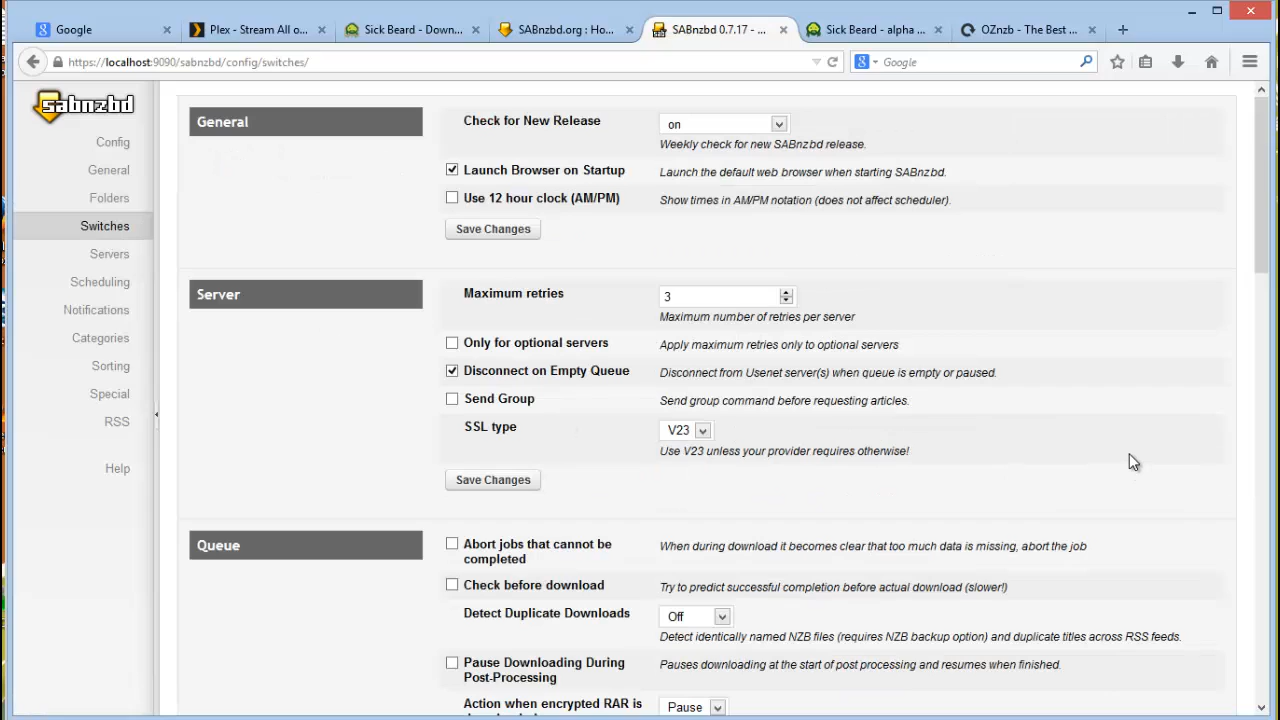 Google
Plex - Stream All o...
Sick Beard - Down...
SABnzbd.org : Ho...
SABnzbd 0.7.17 - ...
Sick Beard - alpha ...
OZnzb - The Best ...
https://localhost:9090/sabnzbd/config/switches/
Google
sabnzbd
Config
General
Folders
Switches
Servers
Scheduling
Notifications
Categories
Sorting
Special
RSS
Help
General
Check for New Release
on
Weekly check for new SABnzbd release.
Launch Browser on Startup
Launch the default web browser when starting SABnzbd.
Use 12 hour clock (AM/PM)
Show times in AM/PM notation (does not affect scheduler).
Save Changes
Server
Maximum retries
3
Maximum number of retries per server
Only for optional servers
Apply maximum retries only to optional servers
Disconnect on Empty Queue
Disconnect from Usenet server(s) when queue is empty or paused.
Send Group
Send group command before requesting articles.
SSL type
V23
Use V23 unless your provider requires otherwise!
Save Changes
Queue
Abort jobs that cannot be
completed
When during download it becomes clear that too much data is missing, abort the job
Check before download
Try to predict successful completion before actual download (slower!)
Detect Duplicate Downloads
Off
Detect identically named NZB files (requires NZB backup option) and duplicate titles across RSS feeds.
Pause Downloading During
Post-Processing
Pauses downloading at the start of post processing and resumes when finished.
Action when encrypted RAR is
Pause